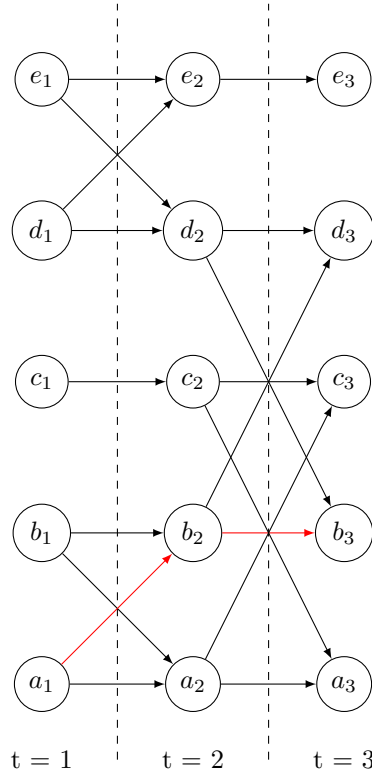 e₁ e₂ e₃
d₁ d₂ d₃
c₁ c₂ c₃
b₁ b₂ b₃
a₁ a₂ a₃
t = 1 t = 2 t = 3